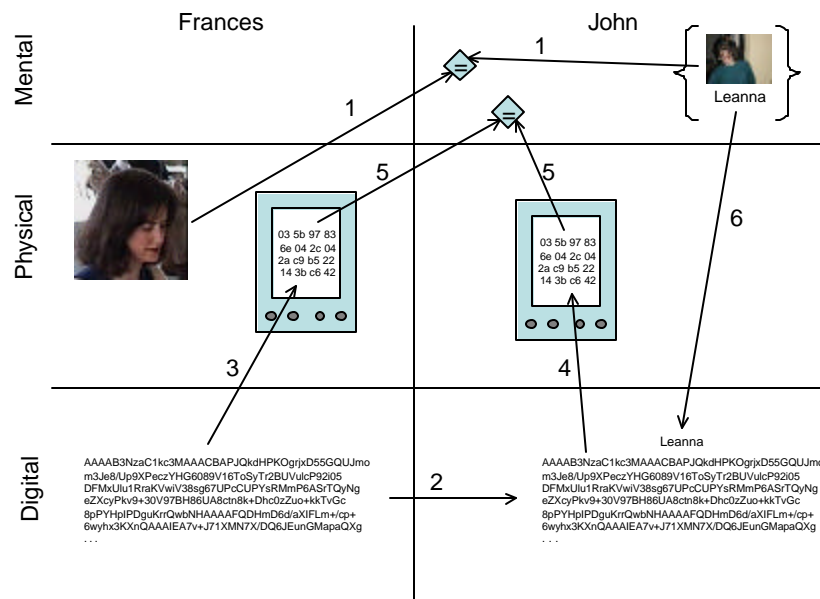 Frances
John
Mental
=
1
Leanna
1
=
5
5
6
Physical
03 5b 97 83
6e 04 2c 04
2a c9 b5 22
14 3b c6 42
03 5b 97 83
6e 04 2c 04
2a c9 b5 22
14 3b c6 42
3
4
Digital
Leanna
AAAAB3NzaC1kc3MAAACBAPJQkdHPKOgrjxD55GQUJmo
m3Je8/Up9XPeczYHG6089V16ToSyTr2BUVulcP92i05
DFMxUlu1RraKVwiV38sg67UPcCUPYsRMmP6ASrTQyNg
eZXcyPkv9+30V97BH86UA8ctn8k+Dhc0zZuo+kkTvGc
8pPYHpIPDguKrrQwbNHAAAAFQDHmD6d/aXIFLm+/cp+
6wyhx3KXnQAAAIEA7v+J71XMN7X/DQ6JEunGMapaQXg
. . .
2
AAAAB3NzaC1kc3MAAACBAPJQkdHPKOgrjxD55GQUJmo
m3Je8/Up9XPeczYHG6089V16ToSyTr2BUVulcP92i05
DFMxUlu1RraKVwiV38sg67UPcCUPYsRMmP6ASrTQyNg
eZXcyPkv9+30V97BH86UA8ctn8k+Dhc0zZuo+kkTvGc
8pPYHpIPDguKrrQwbNHAAAAFQDHmD6d/aXIFLm+/cp+
6wyhx3KXnQAAAIEA7v+J71XMN7X/DQ6JEunGMapaQXg
. . .